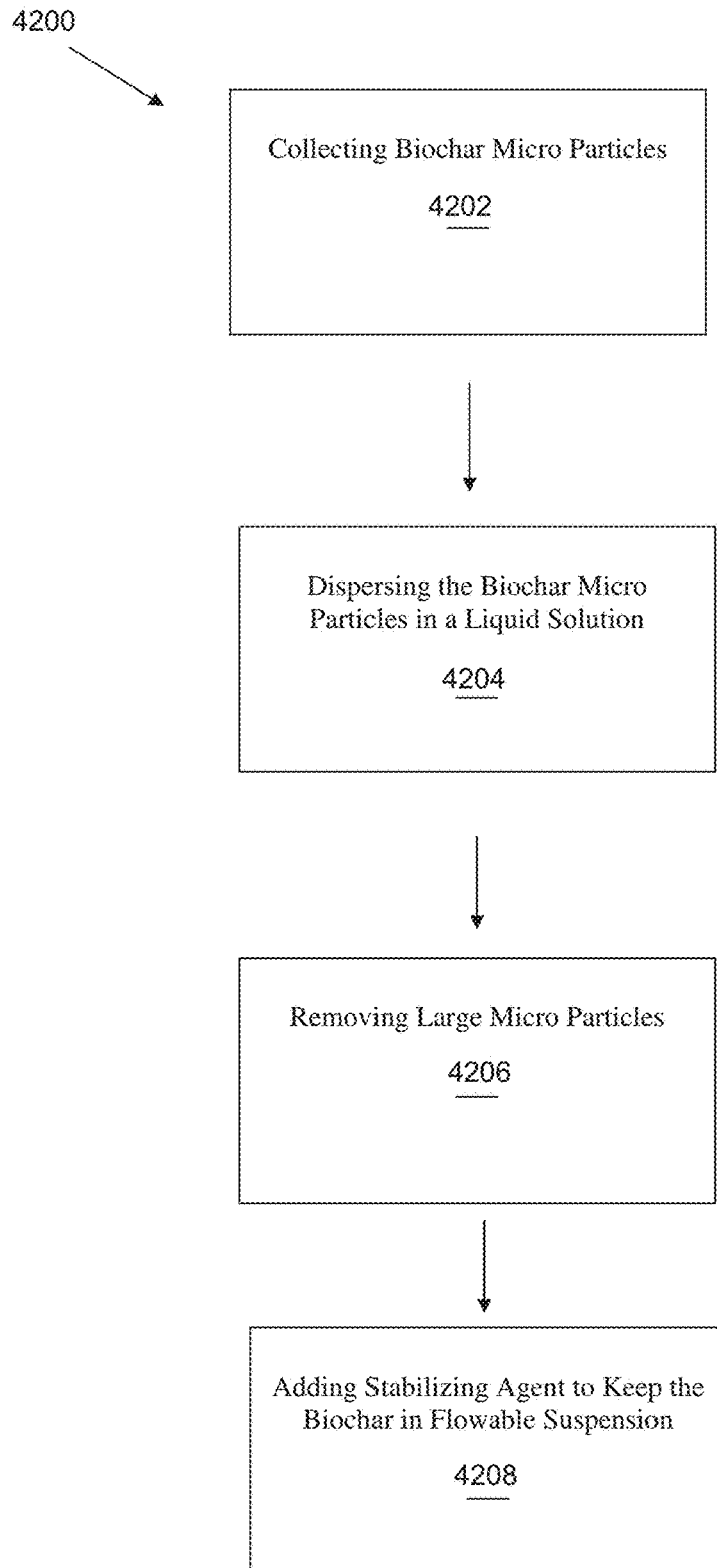 4200
Collecting Biochar Micro Particles
4202
Dispersing the Biochar Micro
Particles in a Liquid Solution
4204
Removing Large Micro Particles
4206
Adding Stabilizing Agent to Keep the
Biochar in Flowable Suspension
4208